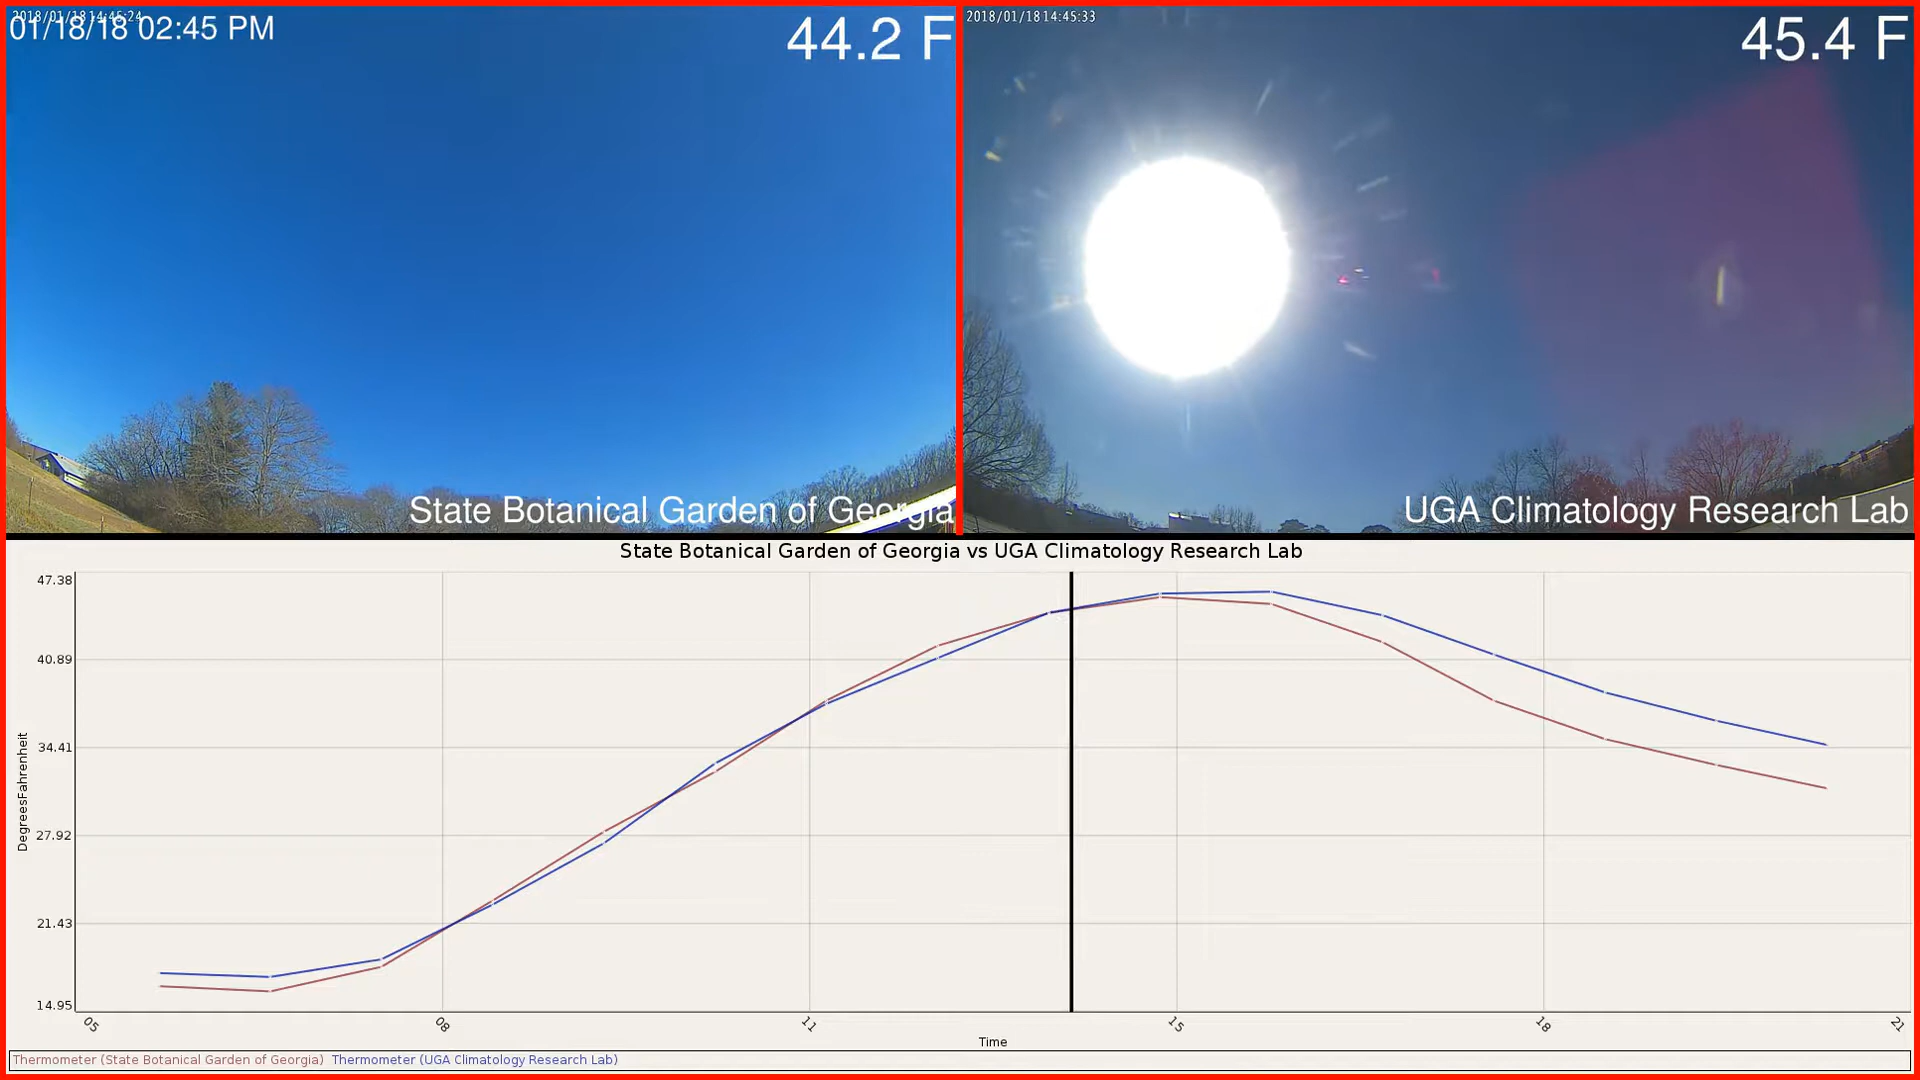 2018/01/18 14:45:24
01/18/18 02:45 PM
44.2 F
State Botanical Garden of Georgia
2018/01/18 14:45:33
45.4 F
UGA Climatology Research Lab
State Botanical Garden of Georgia vs UGA Climatology Research Lab
47.38
40.89
34.41
27.92
21.43
14.95
DegreesFahrenheit
05
08
11
15
18
21
Time
Thermometer (State Botanical Garden of Georgia) Thermometer (UGA Climatology Research Lab)